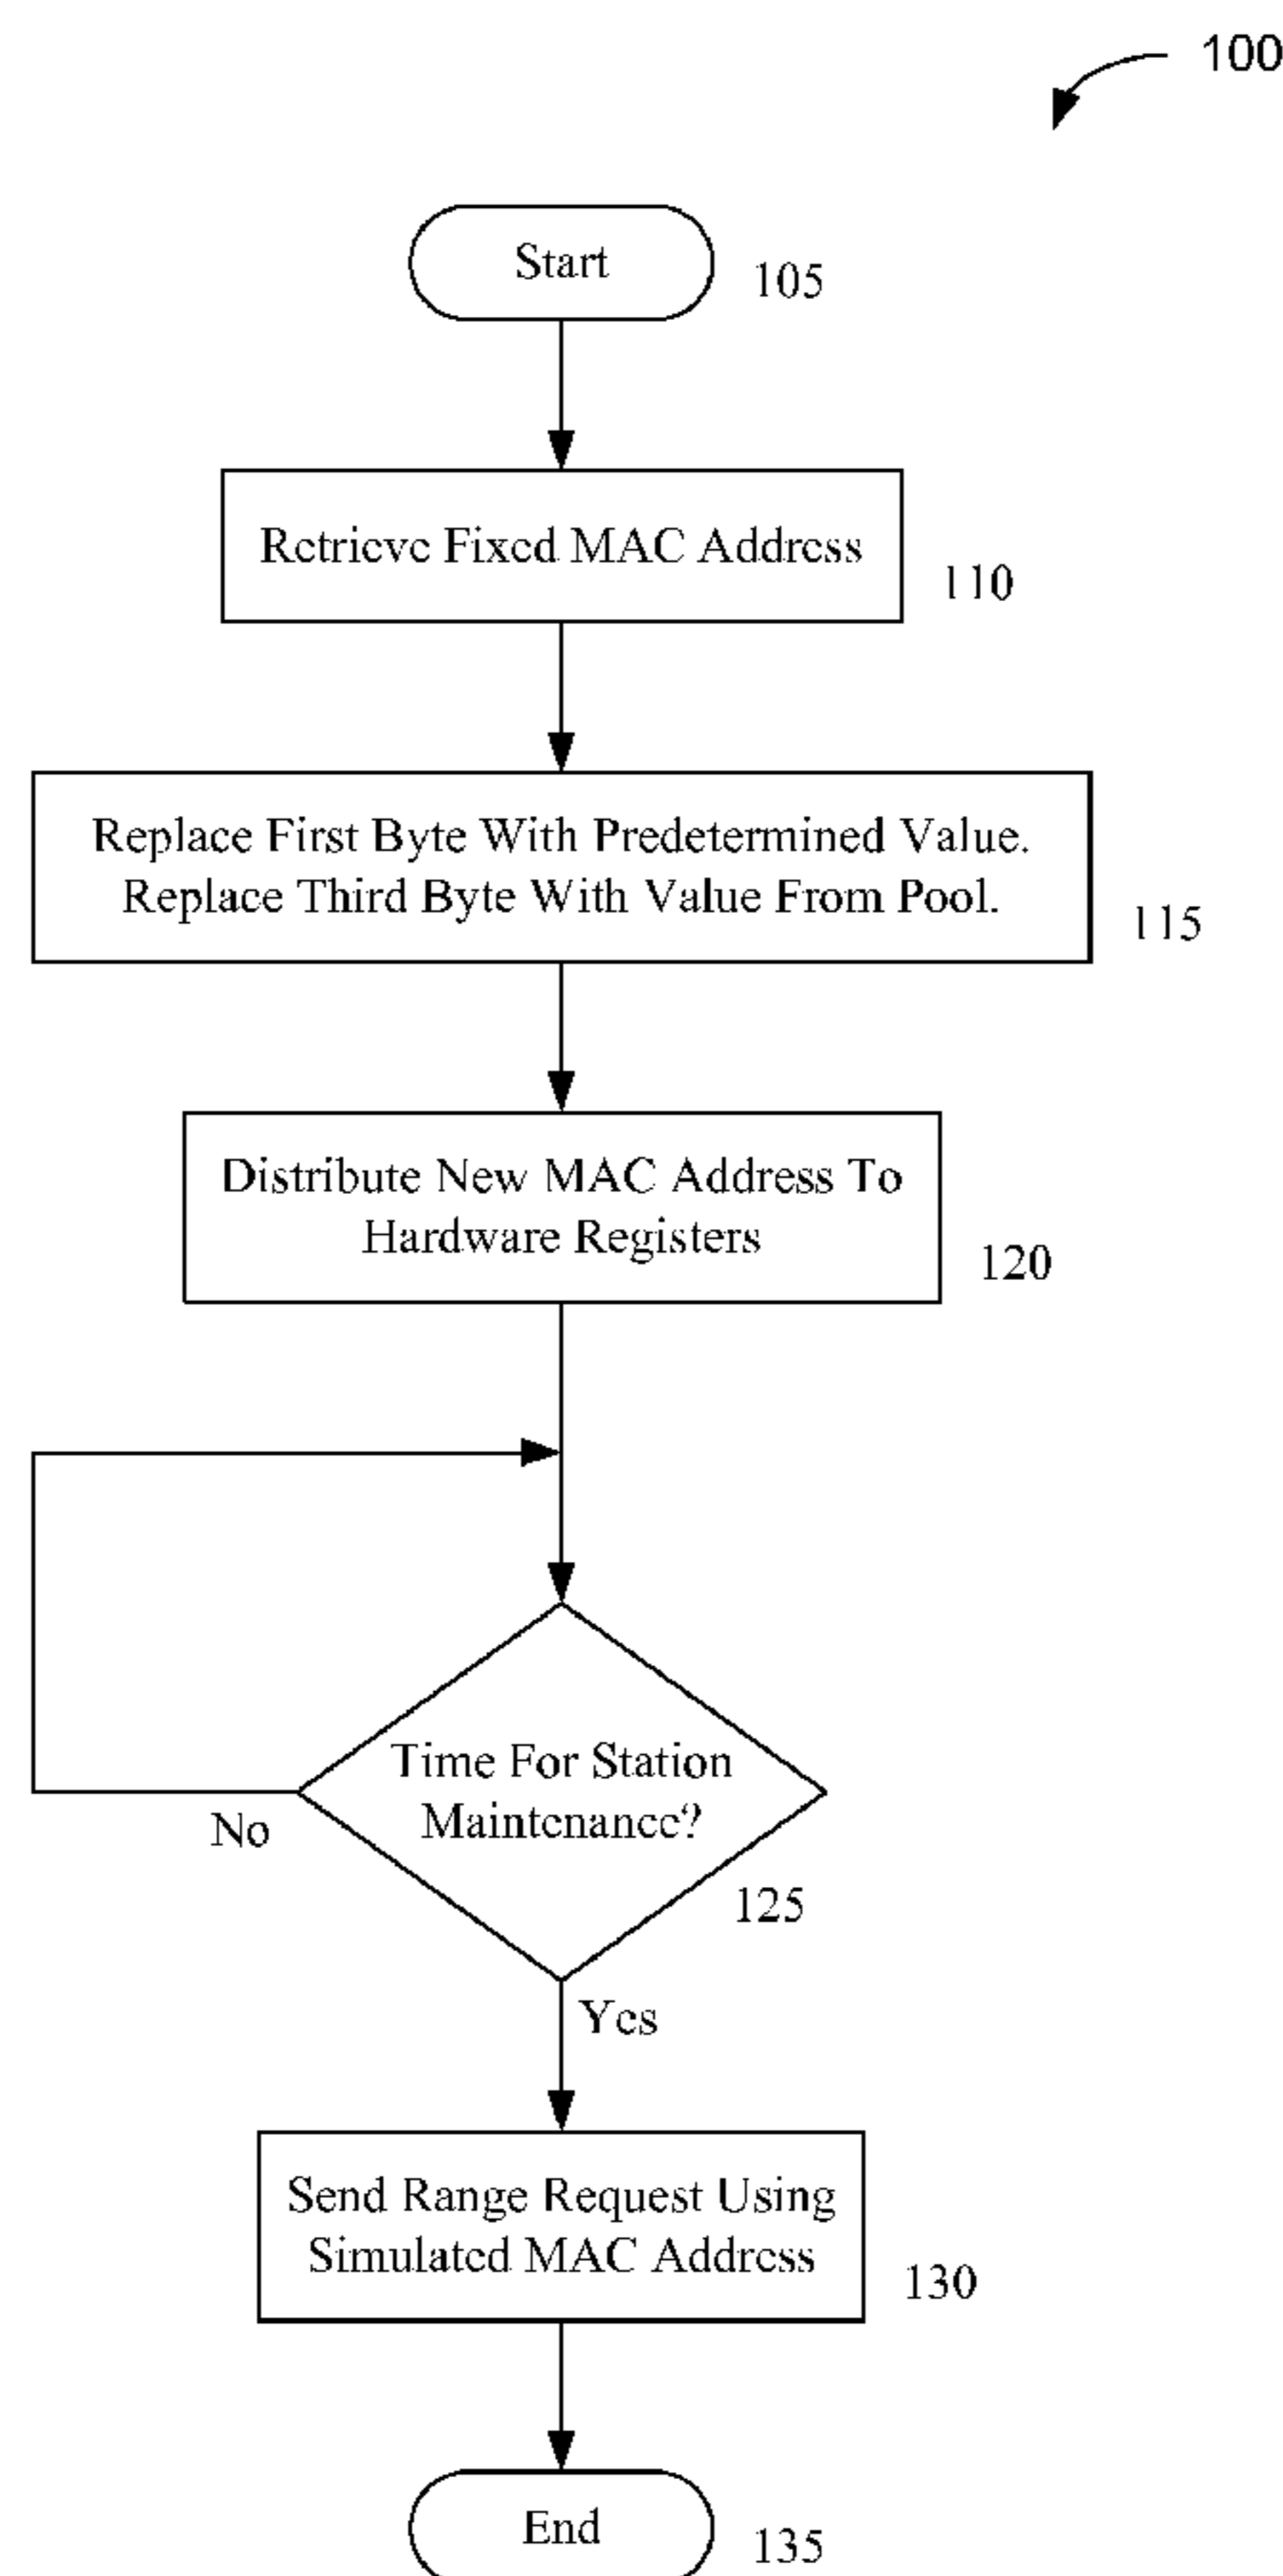 100
Start
105
Retrieve Fixed MAC Address
110
Replace First Byte With Predetermined Value.
Replace Third Byte With Value From Pool.
115
Distribute New MAC Address To
Hardware Registers
120
Time For Station
Maintenance?
No
125
Yes
Send Range Request Using
Simulated MAC Address
130
End
135